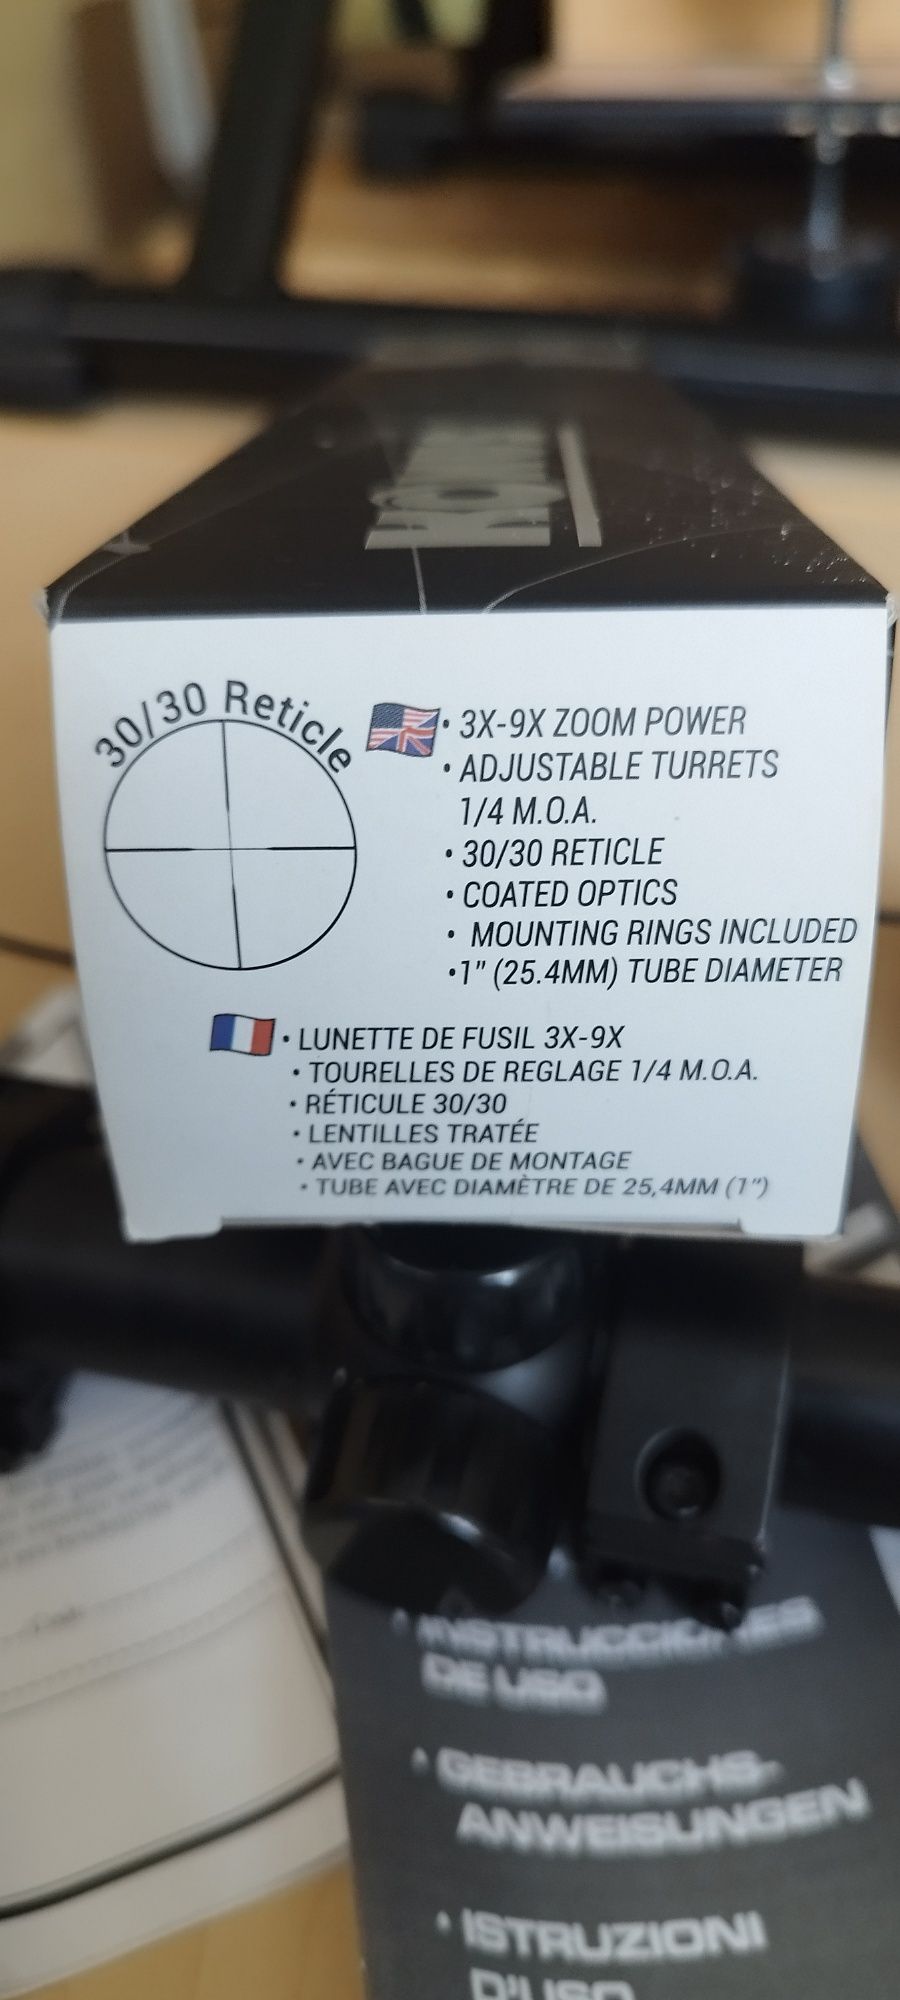 30/30 Reticle
• 3X-9X ZOOM POWER
• ADJUSTABLE TURRETS
1/4 M.O.A.
• 30/30 RETICLE
• COATED OPTICS
• MOUNTING RINGS INCLUDED
•1" (25.4MM) TUBE DIAMETER
• LUNETTE DE FUSIL 3X-9X
• TOURELLES DE REGLAGE 1/4 M.O.A.
• RÉTICULE 30/30
• LENTILLES TRATÉE
• AVEC BAGUE DE MONTAGE
• TUBE AVEC DIAMÈTRE DE 25,4MM (1")
• INSTRUCCIONES
DE USO
• GEBRAUCHS-
ANWEISUNGEN
• ISTRUZIONI
D'USO